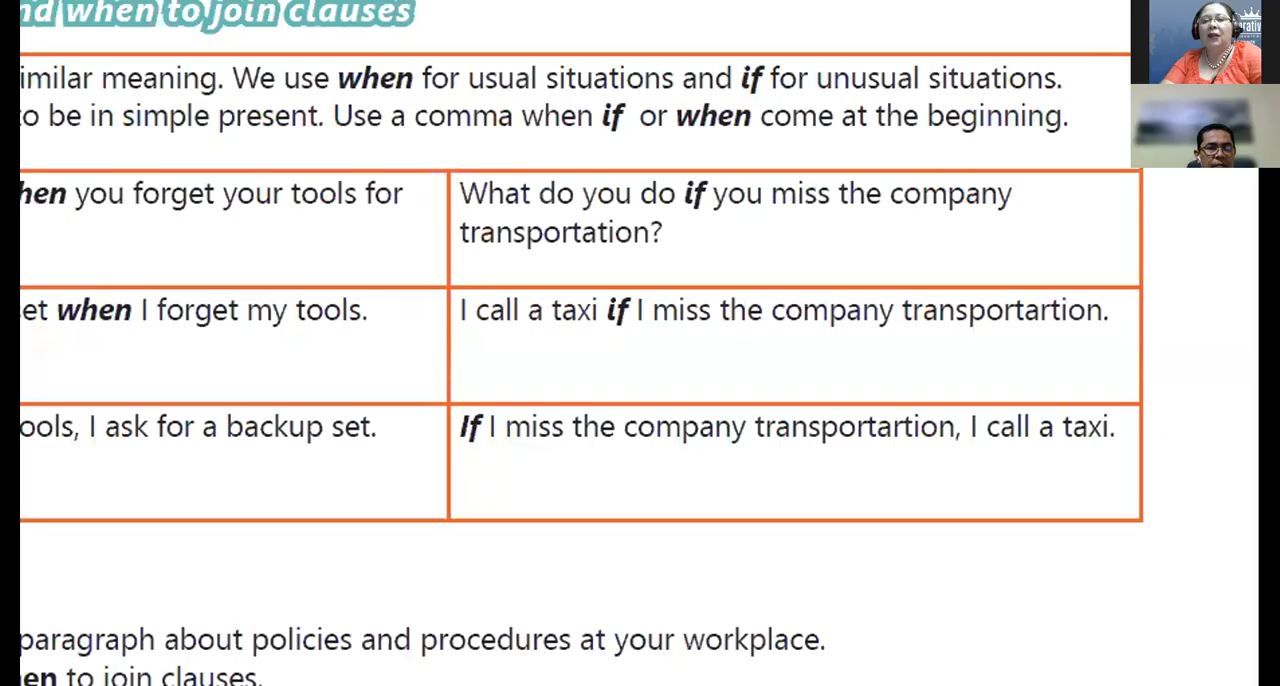 nd when to join clauses
imilar meaning. We use when for usual situations and if for unusual situations.
to be in simple present. Use a comma when if or when come at the beginning.
hen you forget your tools for
What do you do if you miss the company
transportation?
et when I forget my tools.
I call a taxi if I miss the company transportartion.
ools, I ask for a backup set.
If I miss the company transportartion, I call a taxi.
paragraph about policies and procedures at your workplace.
en to join clauses.